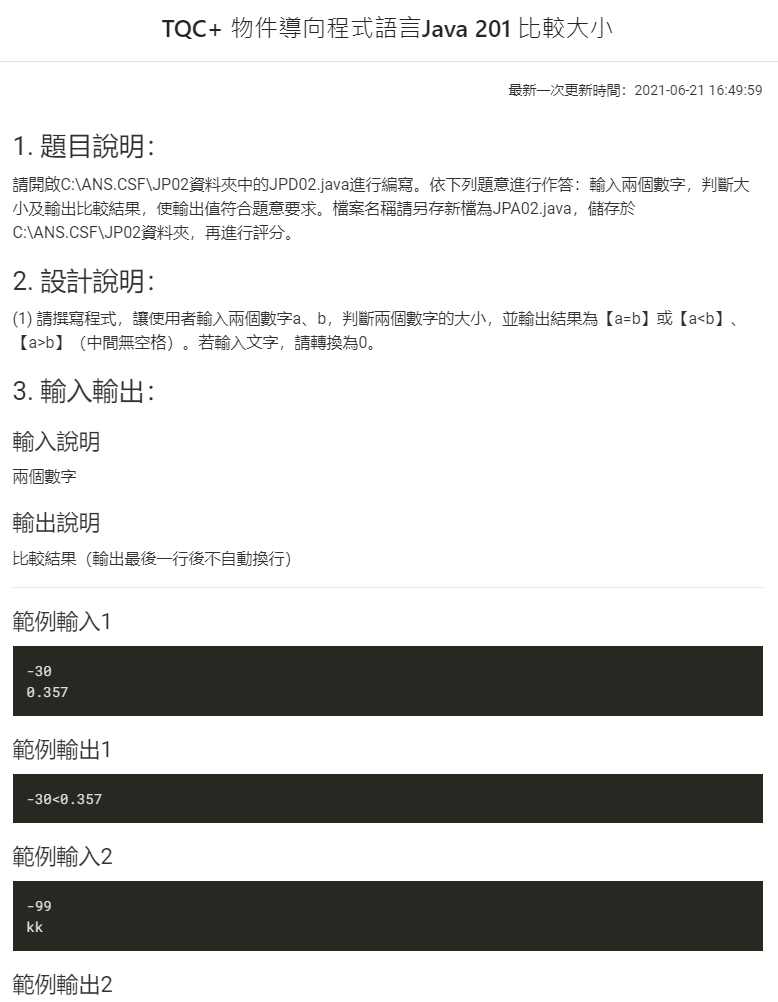 TQC+ 物件導向程式語言Java 201 比較大小
最新一次更新時間：2021-06-21 16:49:59
1. 題目說明：
請開啟C:\ANS.CSF\JP02資料夾中的JPD02.java進行編寫。依下列題意進行作答：輸入兩個數字，判斷大
小及輸出比較結果，使輸出值符合題意要求。檔案名稱請另存新檔為JPA02.java，儲存於
C:\ANS.CSF\JP02資料夾，再進行評分。
2. 設計說明：
(1) 請撰寫程式，讓使用者輸入兩個數字a、b，判斷兩個數字的大小，並輸出結果為【a=b】或【a<b】、
【a>b】（中間無空格）。若輸入文字，請轉換為0。
3. 輸入輸出：
輸入說明
兩個數字
輸出說明
比較結果（輸出最後一行後不自動換行）
範例輸入1
-30
0.357
範例輸出1
-30<0.357
範例輸入2
-99
kk
範例輸出2